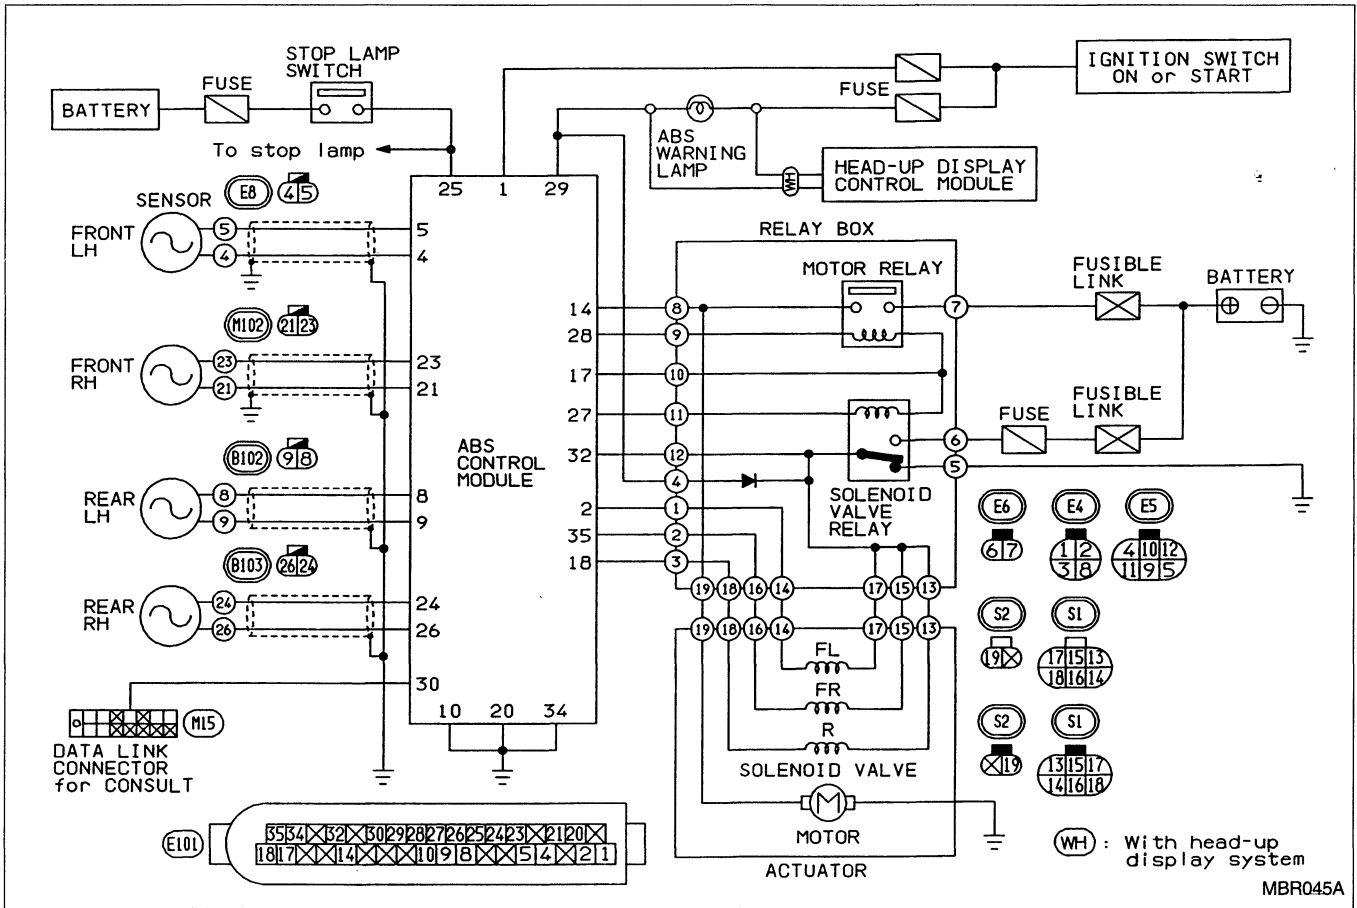 STOP LAMP
SWITCH
FUSE
BATTERY
To stop lamp
FUSE
IGNITION SWITCH
ON or START
ABS
WARNING
LAMP
WH
HEAD-UP DISPLAY
CONTROL MODULE
25 1 29
SENSOR
E8
4 5
FRONT
LH
5
4
5
4
M102
21 23
FRONT
RH
23
21
23
21
B102
9 8
REAR
LH
8
9
8
9
B103
26 24
REAR
RH
24
26
24
26
30
ABS
CONTROL
MODULE
14
28
17
27
32
2
35
18
10 20 34
M15
DATA LINK
CONNECTOR
for CONSULT
RELAY BOX
MOTOR RELAY
8
9
10
11
12
4
1
2
3
7
6
5
SOLENOID
VALVE
RELAY
FUSIBLE
LINK
BATTERY
FUSE
FUSIBLE
LINK
19 18 16 14 17 15 13
19 18 16 14 17 15 13
FL
FR
R
SOLENOID VALVE
M
MOTOR
ACTUATOR
E6 E4 E5
6 7
1 2
3 8
4 10 12
11 9 5
S2 S1
19
17 15 13
18 16 14
S2 S1
19
13 15 17
14 16 18
E101
35 34 32 30 29 28 27 26 25 24 23 21 20
18 17 14 10 9 8 5 4 2 1
WH : With head-up
display system
MBR045A